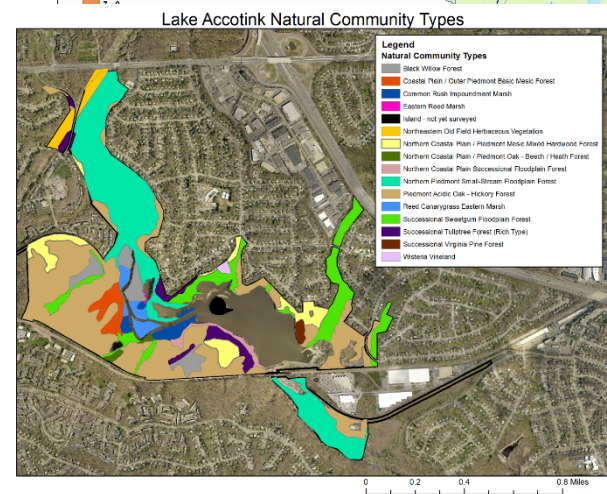 Lake Accotink Natural Community Types
Legend
Natural Community Types
Black Willow Forest
Coastal Plain / Outer Piedmont Basic Mesic Forest
Common Rush Impoundment Marsh
Eastern Reed Marsh
Island - not yet surveyed
Northeastern Old Field Herbaceous Vegetation
Northern Coastal Plain / Piedmont Mesic Mixed Hardwood Forest
Northern Coastal Plain / Piedmont Oak - Beech / Heath Forest
Northern Coastal Plain Successional Floodplain Forest
Northern Piedmont Small-Stream Floodplain Forest
Piedmont Acidic Oak - Hickory Forest
Reed Canarygrass Eastern Marsh
Successional Sweetgum Floodplain Forest
Successional Tuliptree Forest (Rich Type)
Successional Virginia Pine Forest
Wisteria Vineland
0 0.2 0.4 0.8 Miles